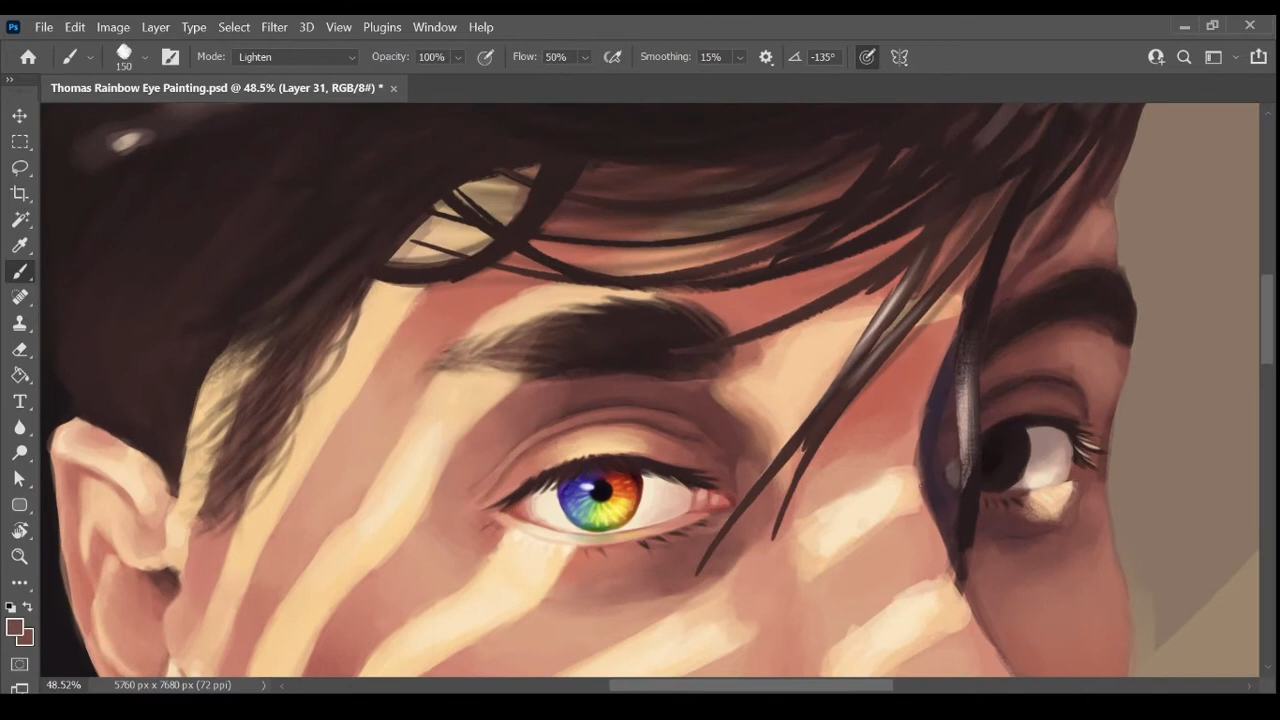 Ps File Edit Image Layer Type Select Filter 3D View Plugins Window Help
150 Mode: Lighten Opacity: 100% Flow: 50% Smoothing: 15% -135°
Thomas Rainbow Eye Painting.psd @ 48.5% (Layer 31, RGB/8#) *
48.52% 5760 px x 7680 px (72 ppi)